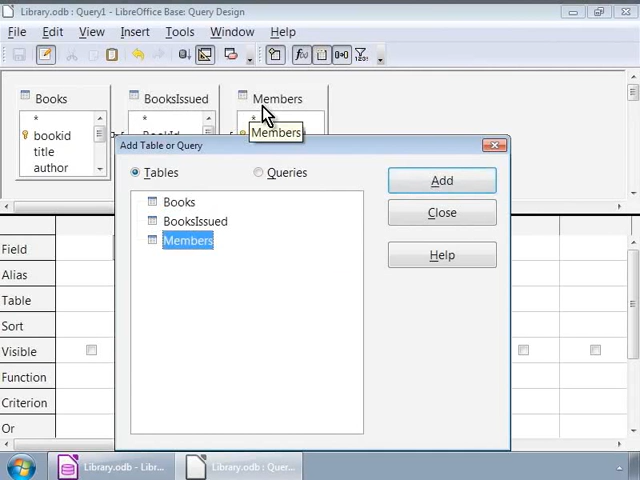 Library.odb : Query1 - LibreOffice Base: Query Design
File Edit View Insert Tools Window Help
Books BooksIssued Members
* * *
bookid
title
author
Members
Add Table or Query
Tables Queries
Books
BooksIssued
Members
Add
Close
Help
Field
Alias
Table
Sort
Visible
Function
Criterion
Or
Library.odb - Libr... Library.odb : Que...